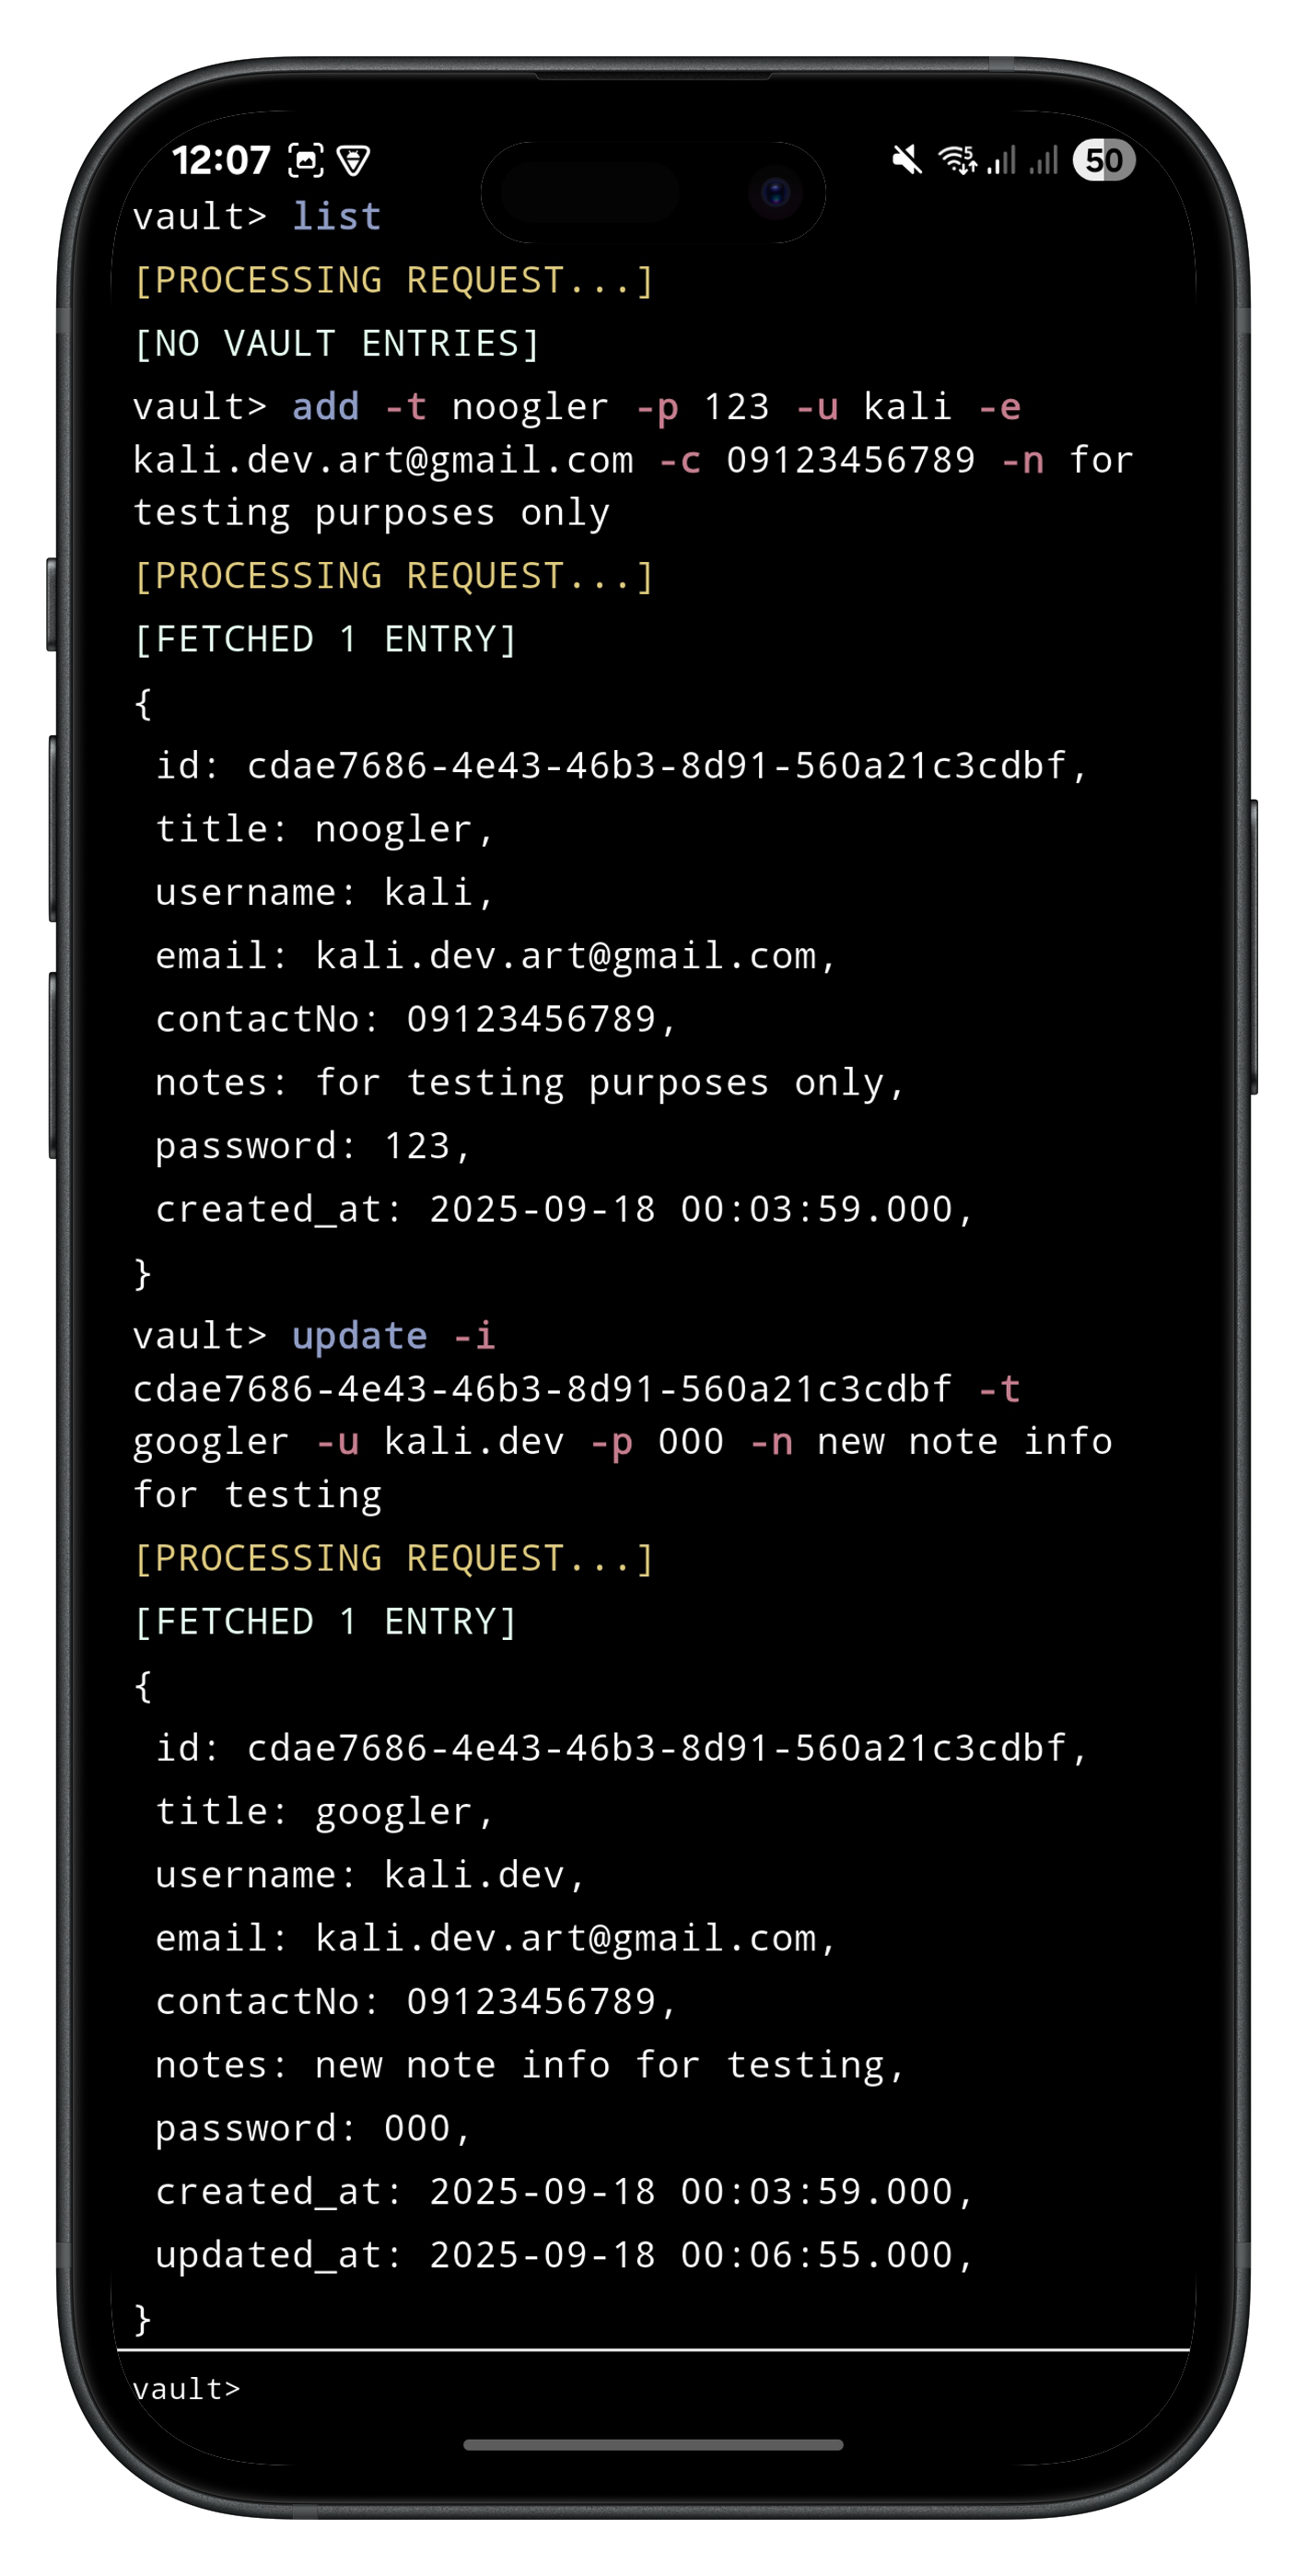 12:07 5 50
vault> list
[PROCESSING REQUEST...]
[NO VAULT ENTRIES]
vault> add -t noogler -p 123 -u kali -e
kali.dev.art@gmail.com -c 09123456789 -n for
testing purposes only
[PROCESSING REQUEST...]
[FETCHED 1 ENTRY]
{
id: cdae7686-4e43-46b3-8d91-560a21c3cdbf,
title: noogler,
username: kali,
email: kali.dev.art@gmail.com,
contactNo: 09123456789,
notes: for testing purposes only,
password: 123,
created_at: 2025-09-18 00:03:59.000,
}
vault> update -i
cdae7686-4e43-46b3-8d91-560a21c3cdbf -t
googler -u kali.dev -p 000 -n new note info
for testing
[PROCESSING REQUEST...]
[FETCHED 1 ENTRY]
{
id: cdae7686-4e43-46b3-8d91-560a21c3cdbf,
title: googler,
username: kali.dev,
email: kali.dev.art@gmail.com,
contactNo: 09123456789,
notes: new note info for testing,
password: 000,
created_at: 2025-09-18 00:03:59.000,
updated_at: 2025-09-18 00:06:55.000,
}
vault>